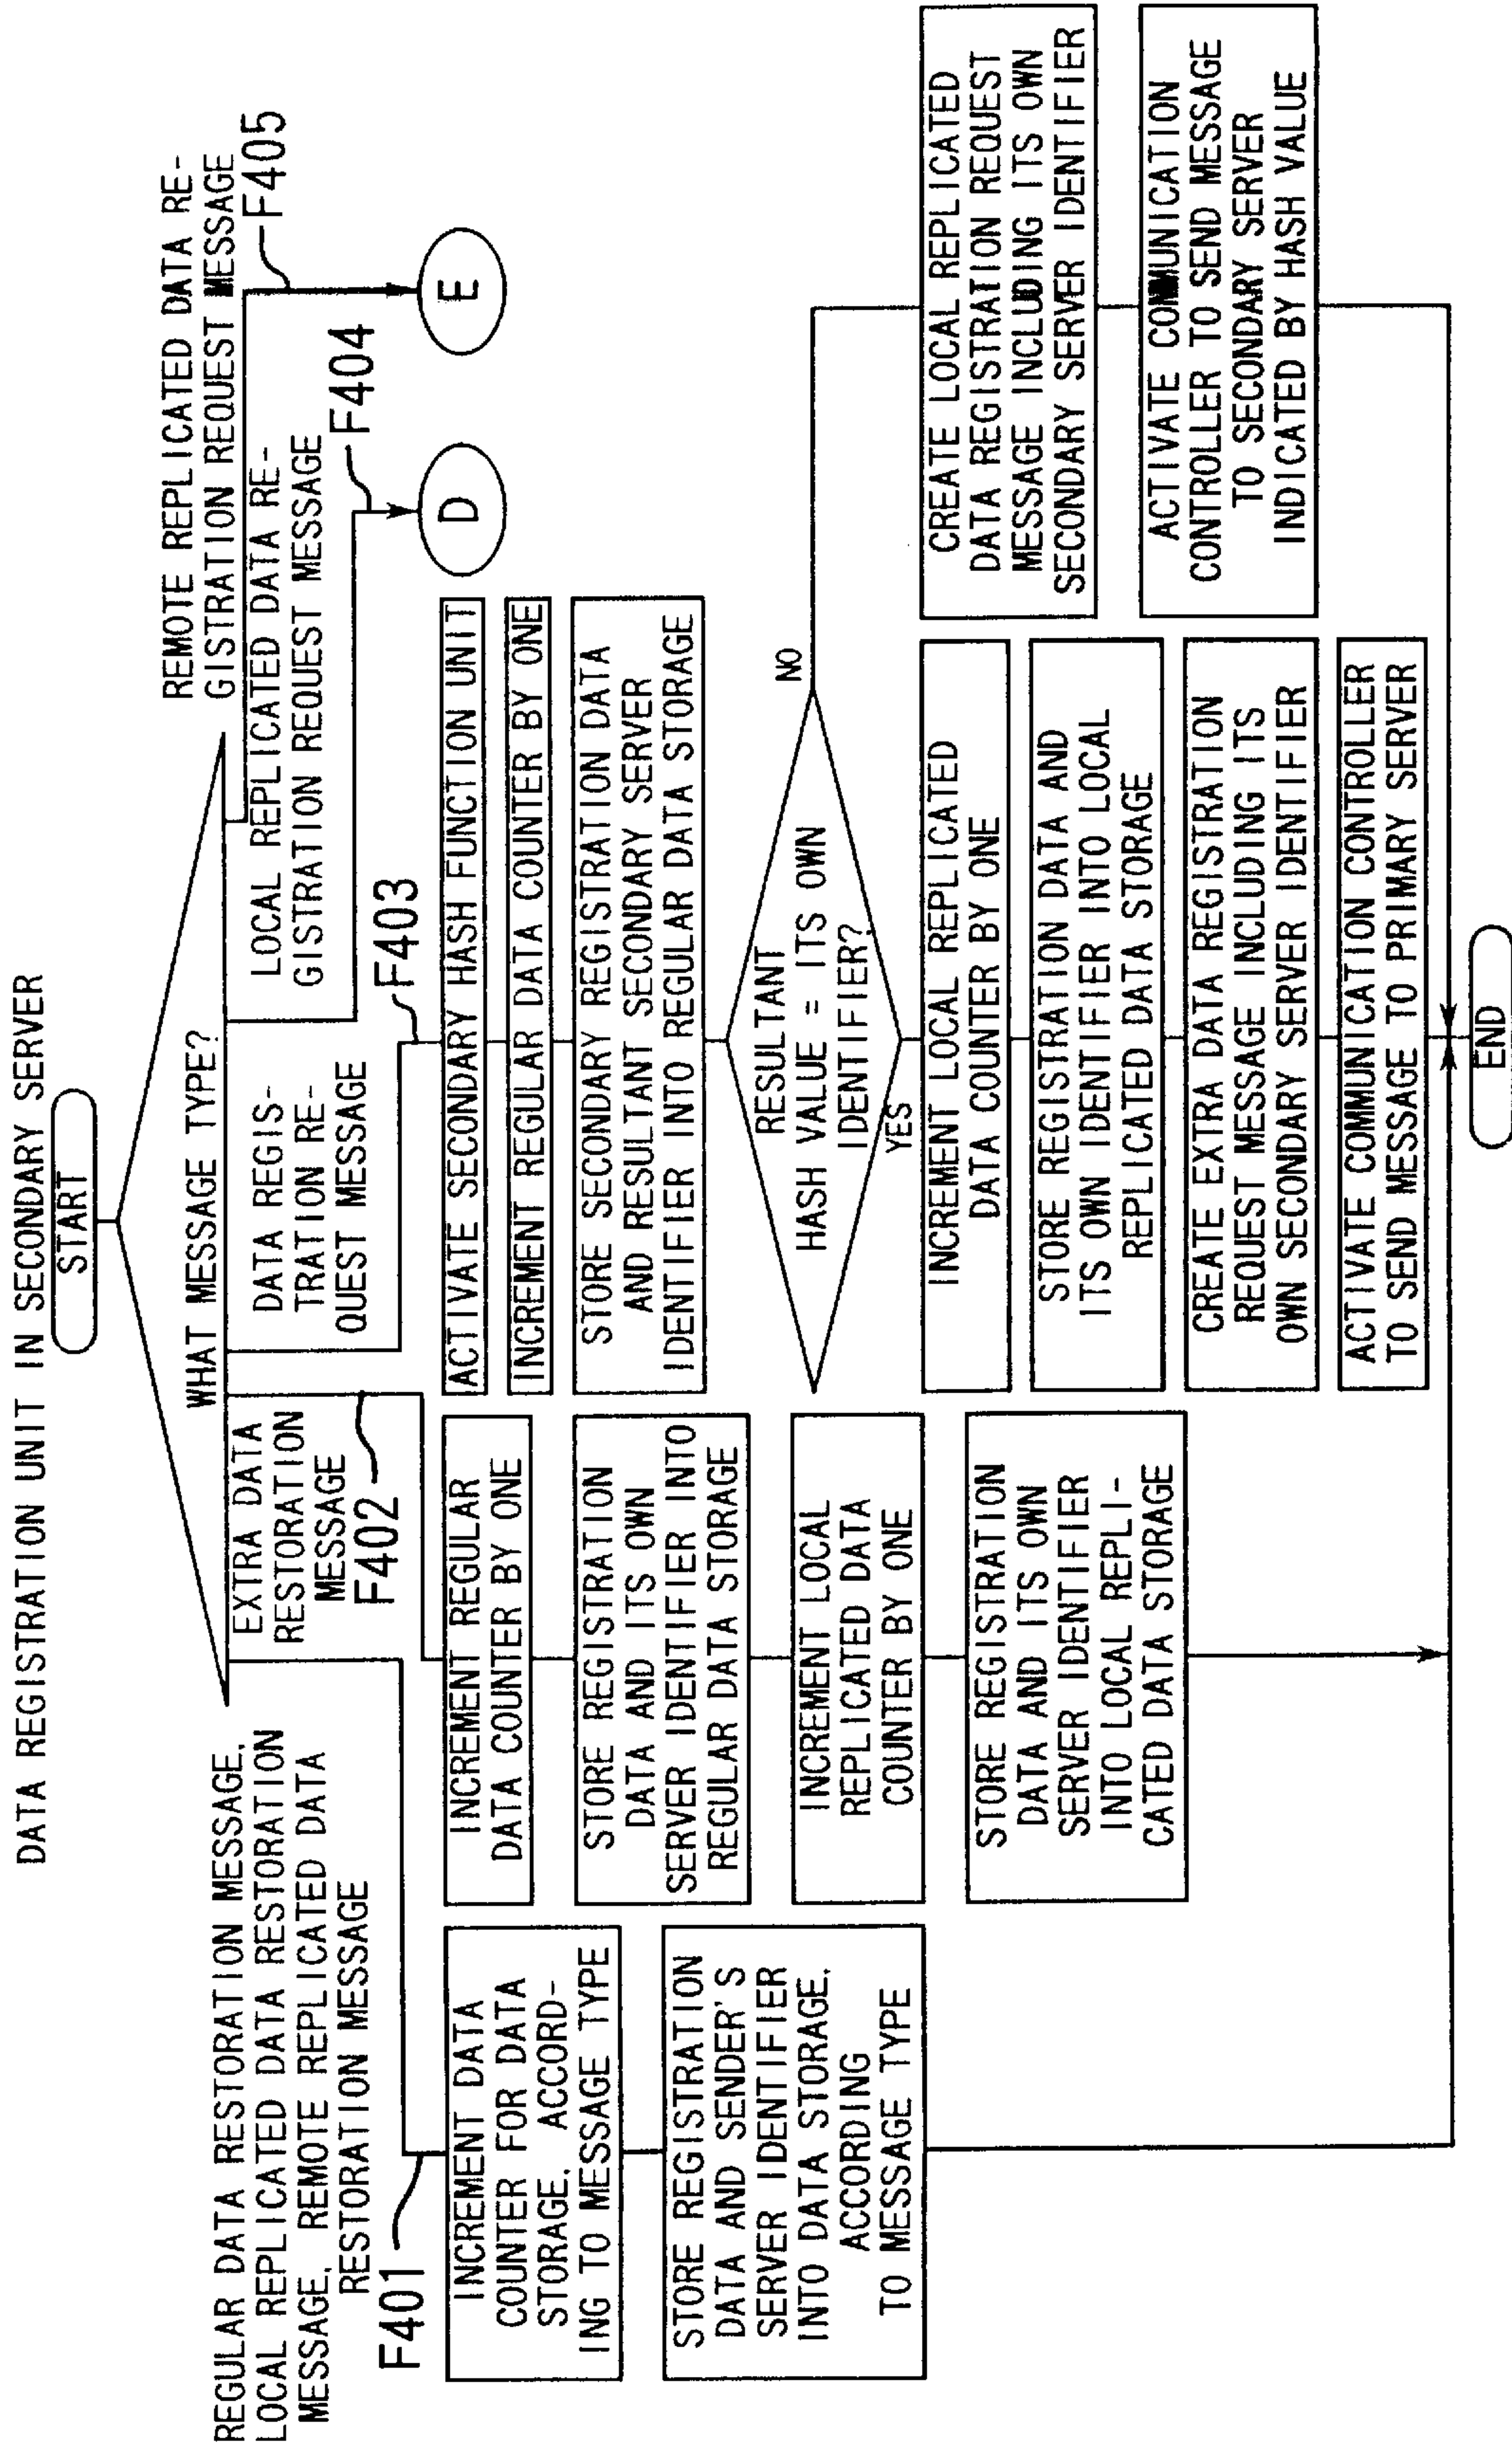 DATA REGISTRATION UNIT IN SECONDARY SERVER
START
WHAT MESSAGE TYPE?
REGULAR DATA RESTORATION MESSAGE,
LOCAL REPLICATED DATA RESTORATION
MESSAGE, REMOTE REPLICATED DATA
RESTORATION MESSAGE
F401
INCREMENT DATA
COUNTER FOR DATA
STORAGE, ACCORD-
ING TO MESSAGE TYPE
STORE REGISTRATION
DATA AND SENDER'S
SERVER IDENTIFIER
INTO DATA STORAGE,
ACCORDING
TO MESSAGE TYPE
EXTRA DATA
RESTORATION
MESSAGE
F402
INCREMENT REGULAR
DATA COUNTER BY ONE
STORE REGISTRATION
DATA AND ITS OWN
SERVER IDENTIFIER INTO
REGULAR DATA STORAGE
INCREMENT LOCAL
REPLICATED DATA
COUNTER BY ONE
STORE REGISTRATION
DATA AND ITS OWN
SERVER IDENTIFIER
INTO LOCAL REPLI-
CATED DATA STORAGE
DATA REGIS-
TRATION RE-
QUEST MESSAGE
F403
ACTIVATE SECONDARY HASH FUNCTION UNIT
INCREMENT REGULAR DATA COUNTER BY ONE
STORE SECONDARY REGISTRATION DATA
AND RESULTANT SECONDARY SERVER
IDENTIFIER INTO REGULAR DATA STORAGE
RESULTANT
HASH VALUE = ITS OWN
IDENTIFIER?
YES
NO
INCREMENT LOCAL REPLICATED
DATA COUNTER BY ONE
STORE REGISTRATION DATA AND
ITS OWN IDENTIFIER INTO LOCAL
REPLICATED DATA STORAGE
CREATE EXTRA DATA REGISTRATION
REQUEST MESSAGE INCLUDING ITS
OWN SECONDARY SERVER IDENTIFIER
ACTIVATE COMMUNICATION CONTROLLER
TO SEND MESSAGE TO PRIMARY SERVER
CREATE LOCAL REPLICATED
DATA REGISTRATION REQUEST
MESSAGE INCLUDING ITS OWN
SECONDARY SERVER IDENTIFIER
ACTIVATE COMMUNICATION
CONTROLLER TO SEND MESSAGE
TO SECONDARY SERVER
INDICATED BY HASH VALUE
LOCAL REPLICATED DATA RE-
GISTRATION REQUEST MESSAGE
F404
D
REMOTE REPLICATED DATA RE-
GISTRATION REQUEST MESSAGE
F405
E
END